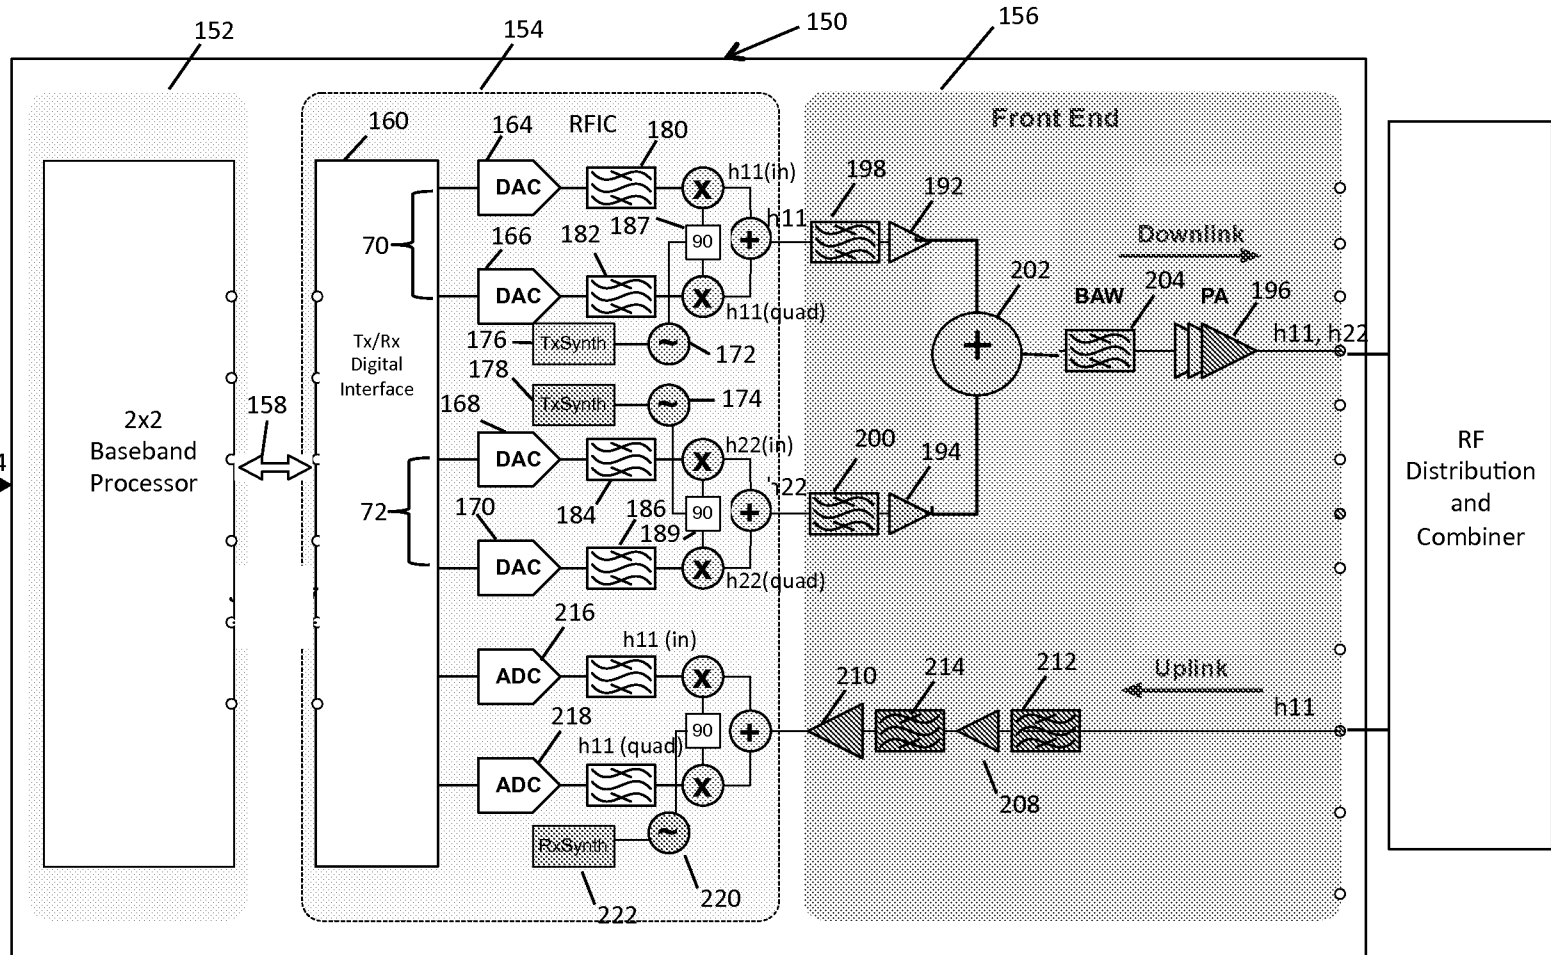 152
154
150
156
160
164
RFIC
180
Front End
DAC
X
h11(in)
198
192
187
h11
70
166
182
90
+
Downlink
202
204
DAC
X
h11(quad)
BAW
PA
196
176
TxSynth
~
172
+
h11, h22
Tx/Rx
Digital
Interface
178
TxSynth
~
174
158
168
2x2
Baseband
Processor
DAC
X
h22(in)
200
194
RF
Distribution
and
Combiner
4
72
170
184
186
90
+
22
189
DAC
X
h22(quad)
216
h11 (in)
ADC
X
210
214
212
Uplink
h11
218
h11 (quad)
90
+
ADC
X
208
RxSynth
~
220
222